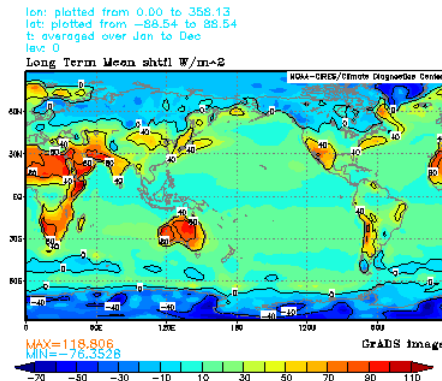 lon: plotted from 0.00 to 358.13
lat: plotted from -88.54 to 88.54
t: averaged over Jan to Dec
lev: 0
Long Term Mean shtfl W/m^2
NOAA-CIRES/Climate Diagnostics Center
60N
30N
EQ
30S
60S
0 60E 120E 180 120W 60W
MAX=118.806
MIN=-76.3528
GrADS image
-70 -50 -30 -10 10 30 50 70 90 110